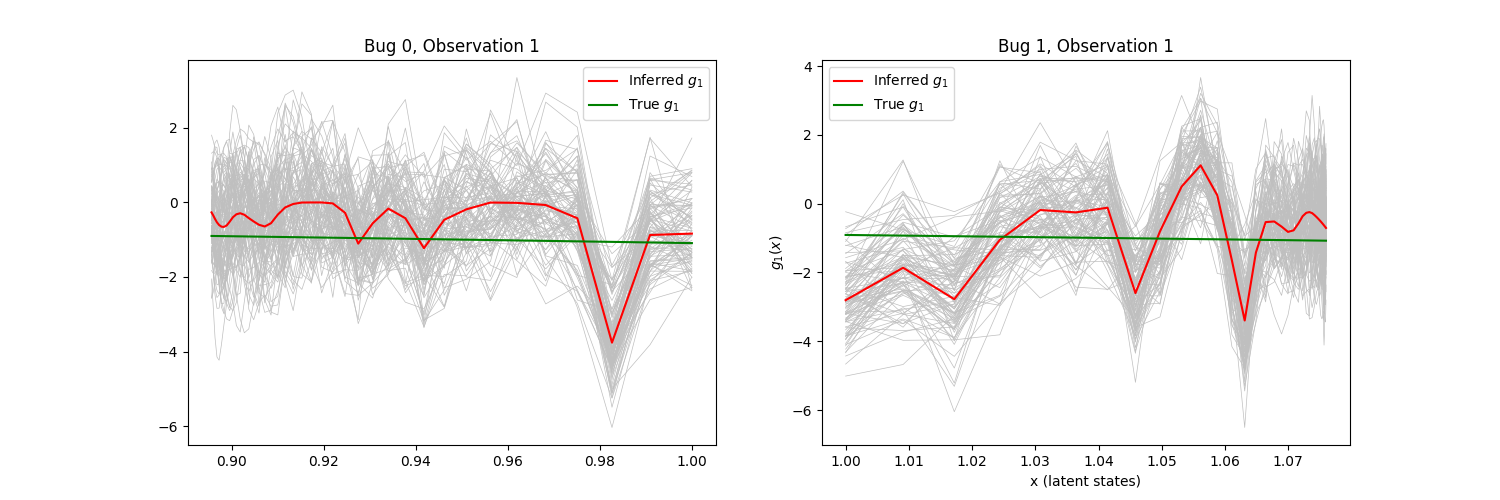 Bug 0, Observation 1
Inferred g₁
True g₁
2
0
−2
−4
−6
0.90 0.92 0.94 0.96 0.98 1.00
Bug 1, Observation 1
Inferred g₁
True g₁
g₁(x)
4
2
0
−2
−4
−6
1.00 1.01 1.02 1.03 1.04 1.05 1.06 1.07
x (latent states)